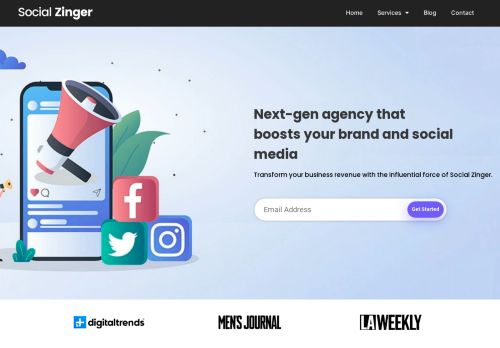 Social Zinger
Home Services Blog Contact
Next-gen agency that
boosts your brand and social
media
Transform your business revenue with the influential force of Social Zinger.
Email Address Get Started
digitaltrends
MEN'S JOURNAL
LA WEEKLY